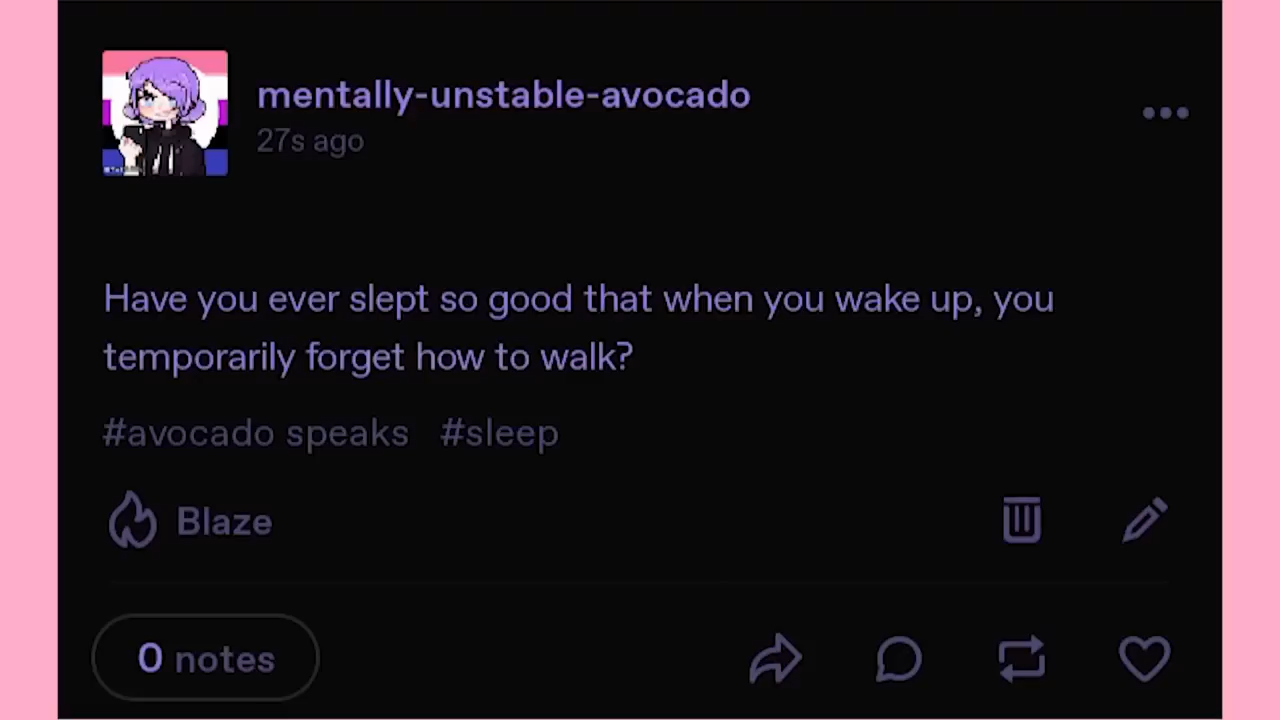 mentally-unstable-avocado
27s ago
Have you ever slept so good that when you wake up, you
temporarily forget how to walk?
#avocado speaks #sleep
Blaze
0 notes